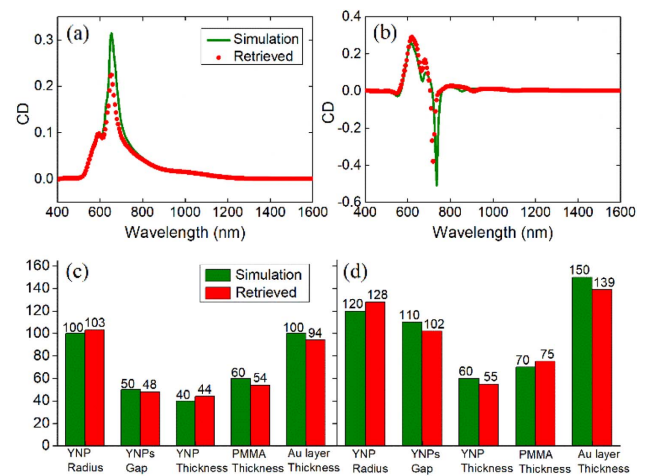 (a)
Simulation
Retrieved
CD
0.3
0.2
0.1
0.0
400 600 800 1000 1200 1400 1600
Wavelength (nm)
(b)
CD
0.4
0.2
0.0
-0.2
-0.4
-0.6
400 600 800 1000 1200 1400 1600
Wavelength (nm)
(c)
Simulation
Retrieved
160
140
120
100
80
60
40
20
0
100 103
50 48
40 44
60 54
100 94
YNP Radius
YNPs Gap
YNP Thickness
PMMA Thickness
Au layer Thickness
(d)
120 128
110 102
60 55
70 75
150 139
YNP Radius
YNPs Gap
YNP Thickness
PMMA Thickness
Au layer Thickness